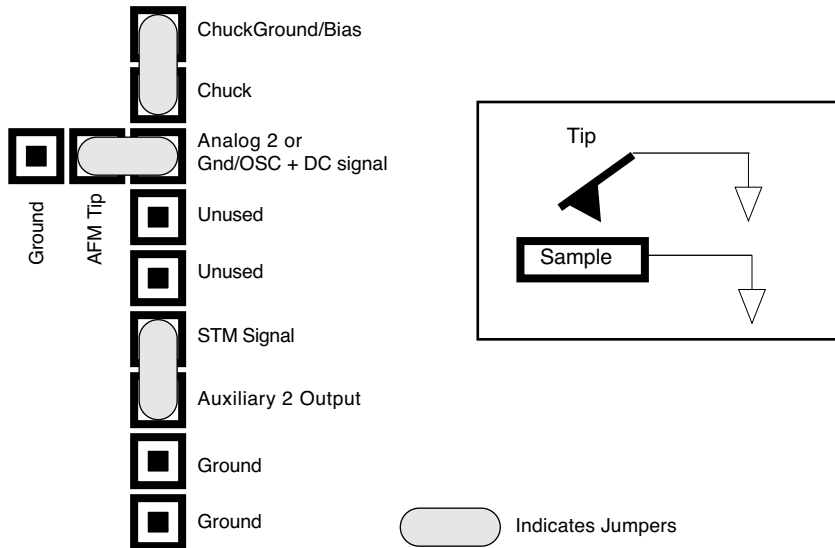 ChuckGround/Bias
Chuck
Analog 2 or
Gnd/OSC + DC signal
Ground
AFM Tip
Unused
Unused
STM Signal
Auxiliary 2 Output
Ground
Ground
Tip
Sample
Indicates Jumpers